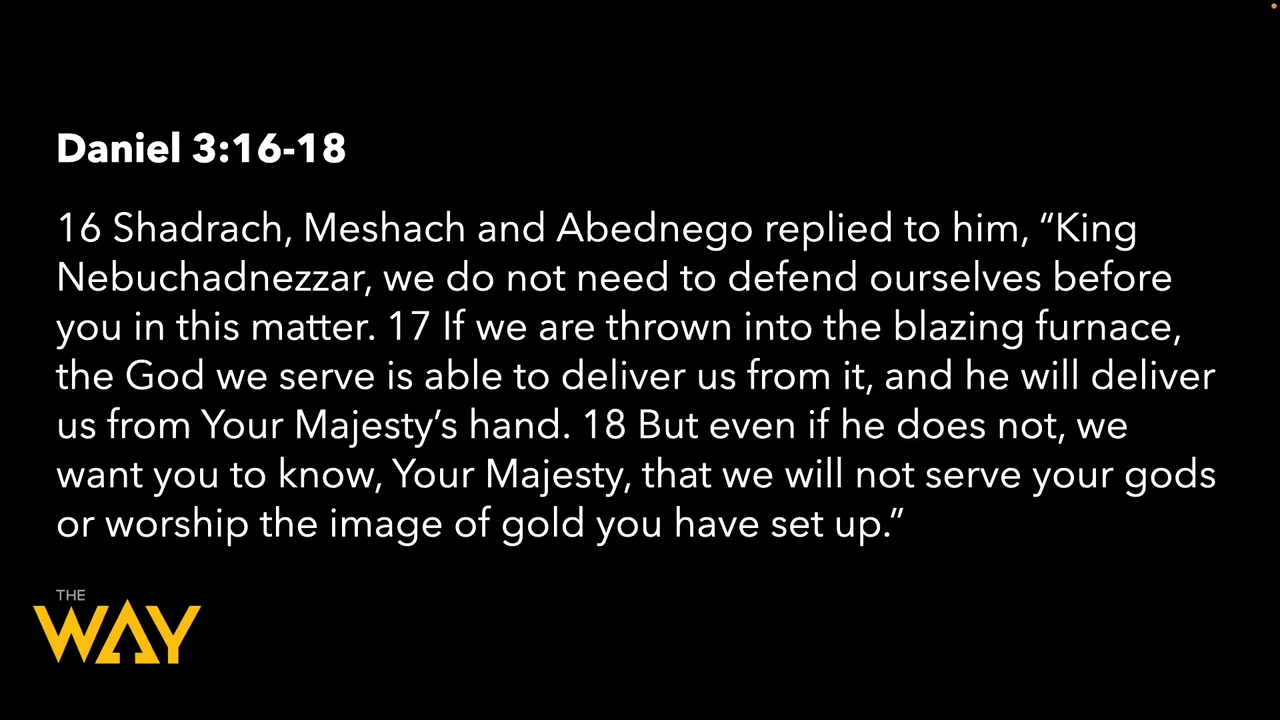 Daniel 3:16-18
16 Shadrach, Meshach and Abednego replied to him, “King
Nebuchadnezzar, we do not need to defend ourselves before
you in this matter. 17 If we are thrown into the blazing furnace,
the God we serve is able to deliver us from it, and he will deliver
us from Your Majesty’s hand. 18 But even if he does not, we
want you to know, Your Majesty, that we will not serve your gods
or worship the image of gold you have set up.”
THE
WAY